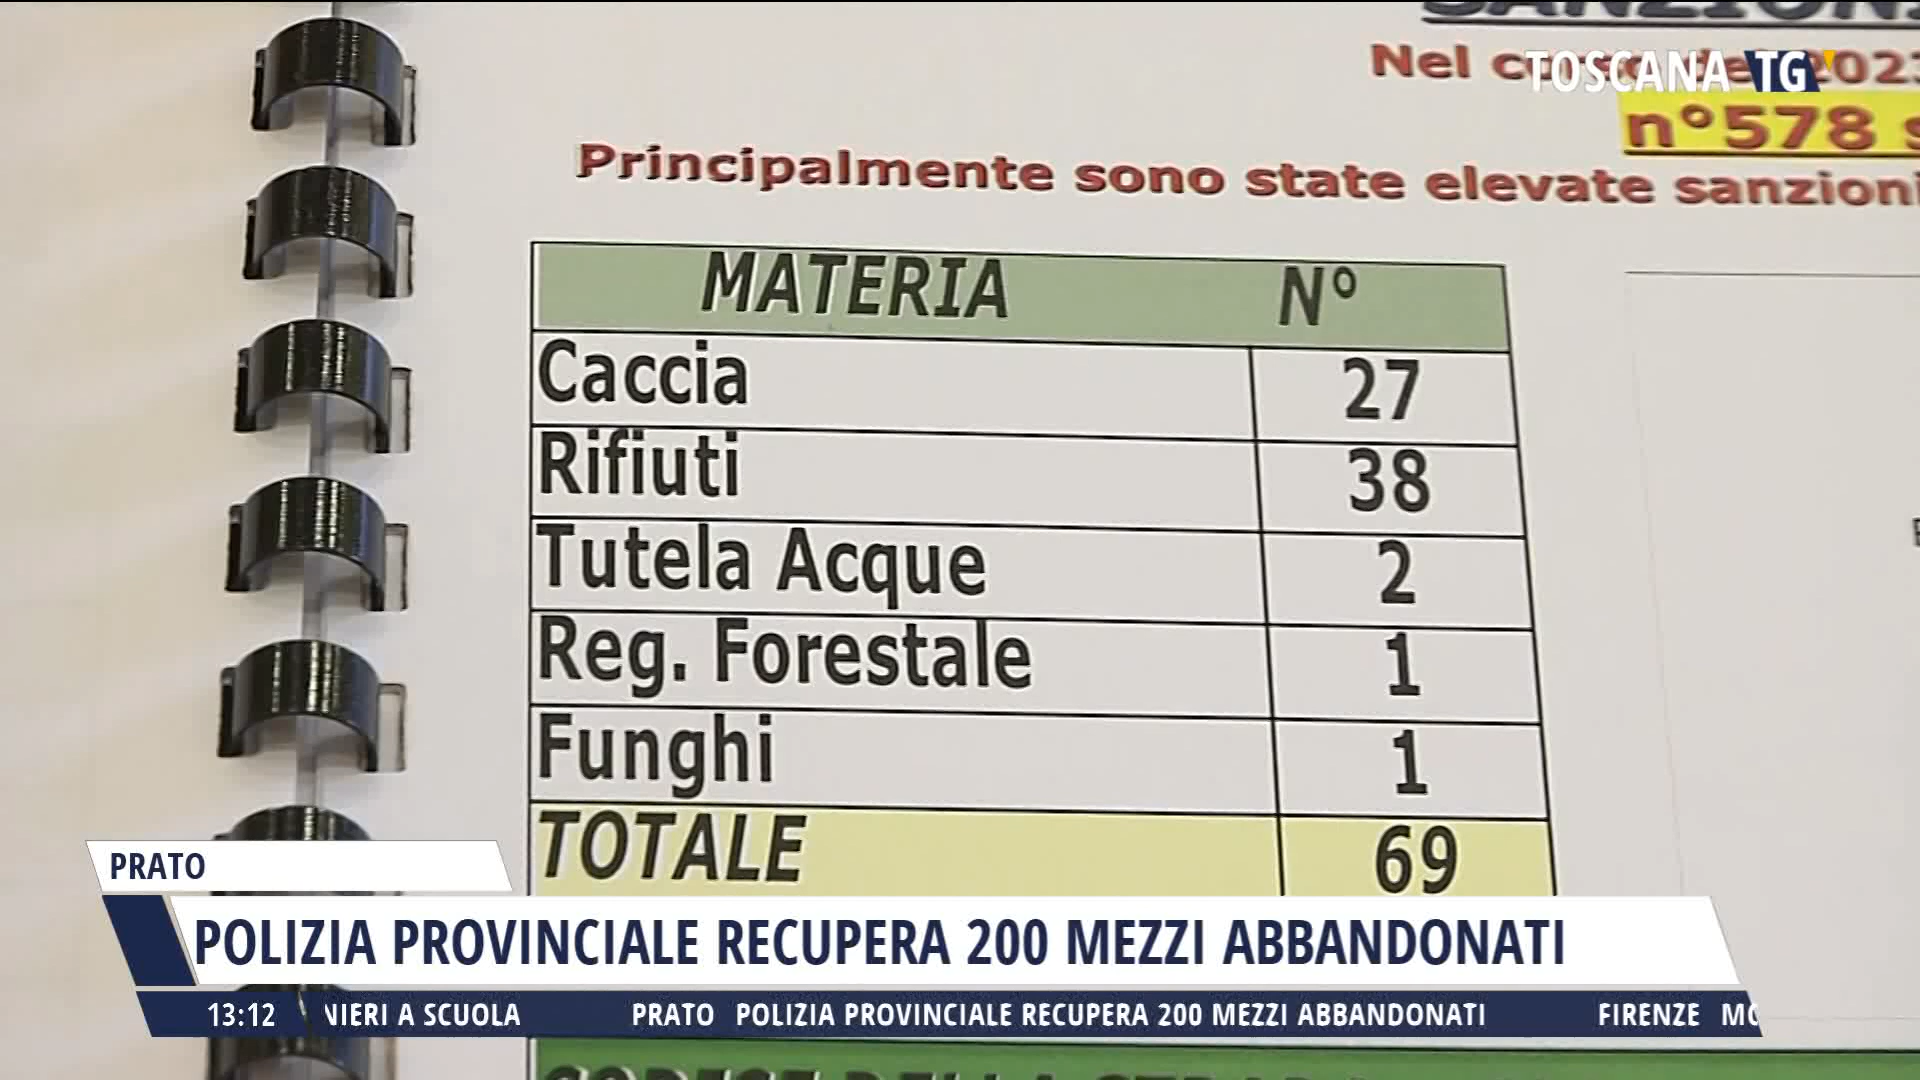 SANZIONI
Nel 2023
TOSCANA TG
n°578
Principalmente sono state elevate sanzioni
MATERIA N°
Caccia 27
Rifiuti 38
Tutela Acque 2
Reg. Forestale 1
Funghi 1
TOTALE 69
PRATO
POLIZIA PROVINCIALE RECUPERA 200 MEZZI ABBANDONATI
13:12 NIERI A SCUOLA PRATO POLIZIA PROVINCIALE RECUPERA 200 MEZZI ABBANDONATI FIRENZE